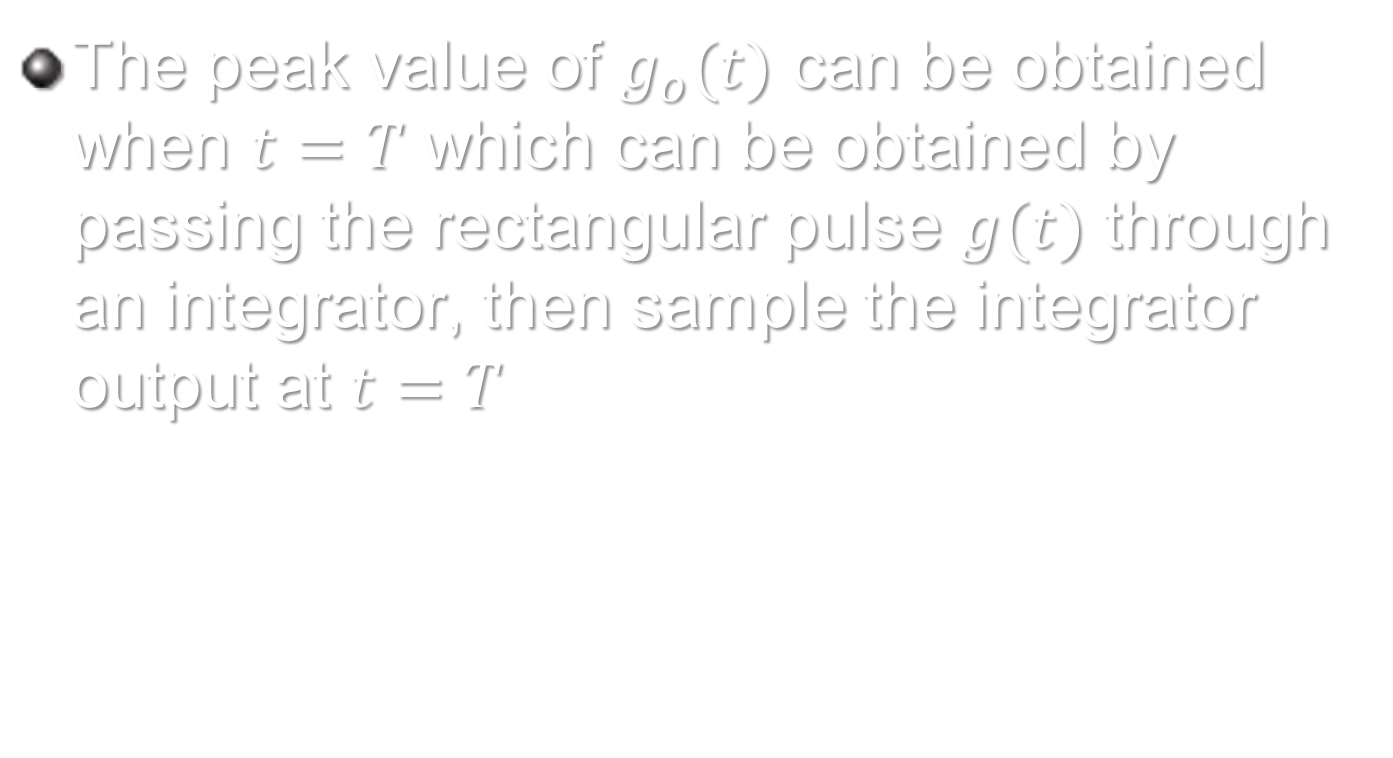 The peak value of gₒ(t) can be obtained
when t = T which can be obtained by
passing the rectangular pulse g(t) through
an integrator, then sample the integrator
output at t = T